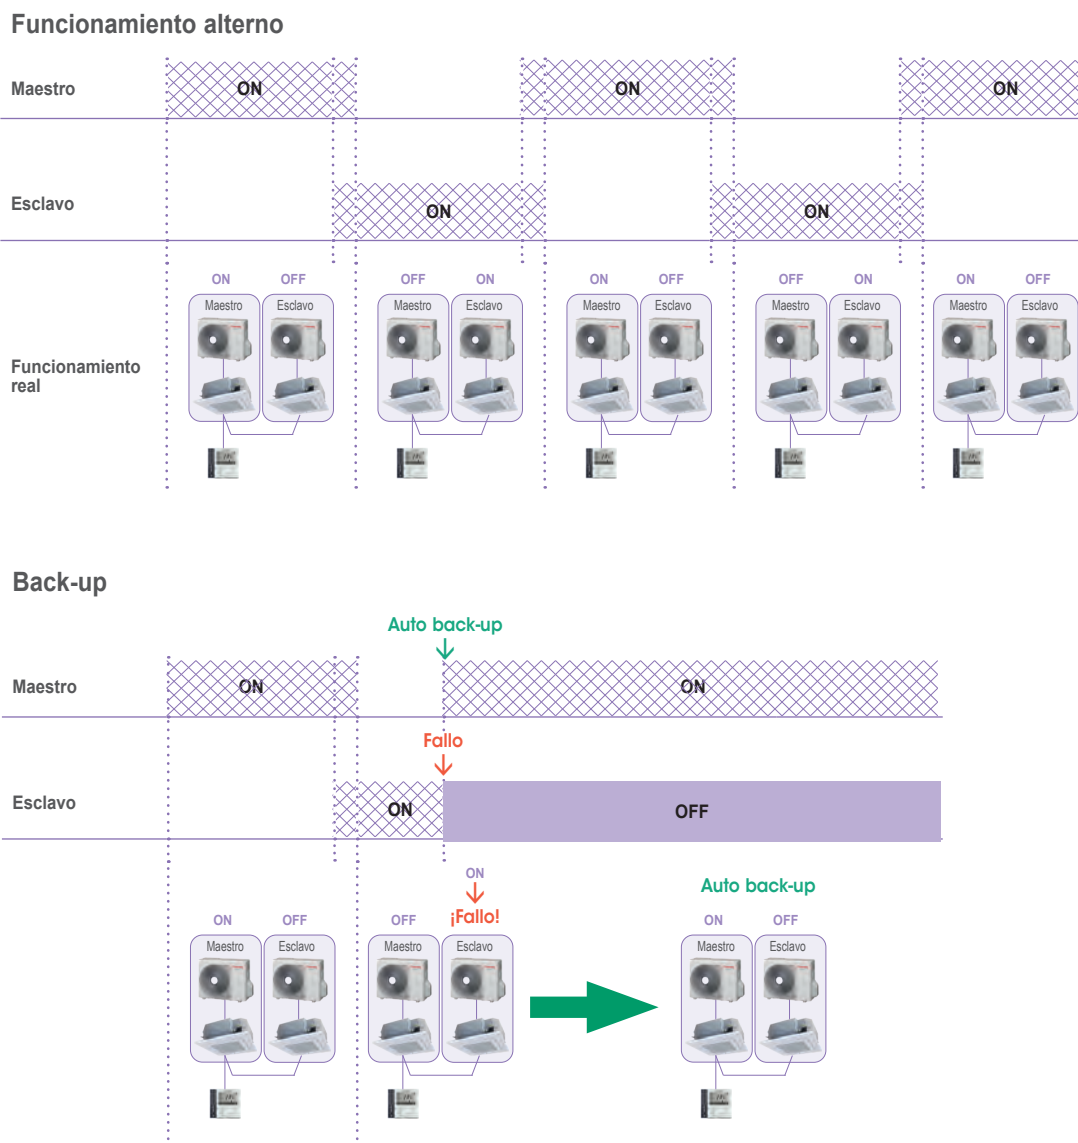 Funcionamiento alterno
Maestro
ON
ON
ON
Esclavo
ON
ON
ON OFF
OFF ON
ON OFF
OFF ON
ON OFF
Maestro Esclavo
Maestro Esclavo
Maestro Esclavo
Maestro Esclavo
Maestro Esclavo
Funcionamiento
real
Back-up
Auto back-up
Maestro
ON
ON
Fallo
Esclavo
ON
OFF
ON
Auto back-up
ON OFF
OFF ¡Fallo!
ON OFF
Maestro Esclavo
Maestro Esclavo
Maestro Esclavo